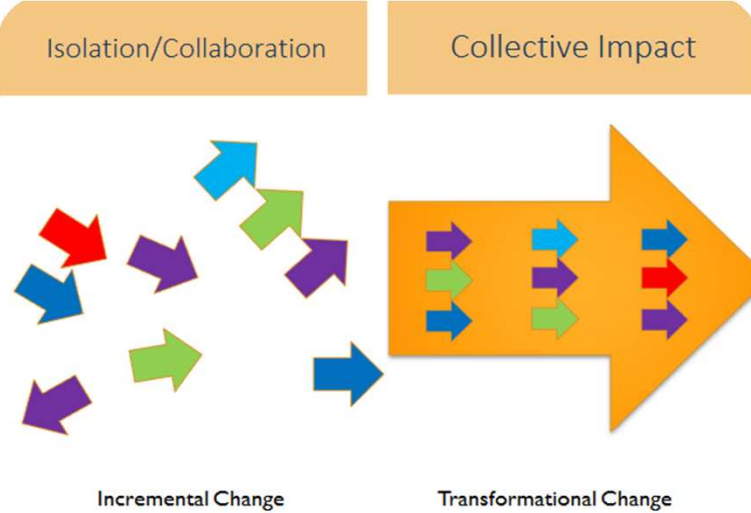 Isolation/Collaboration
Collective Impact
Incremental Change
Transformational Change